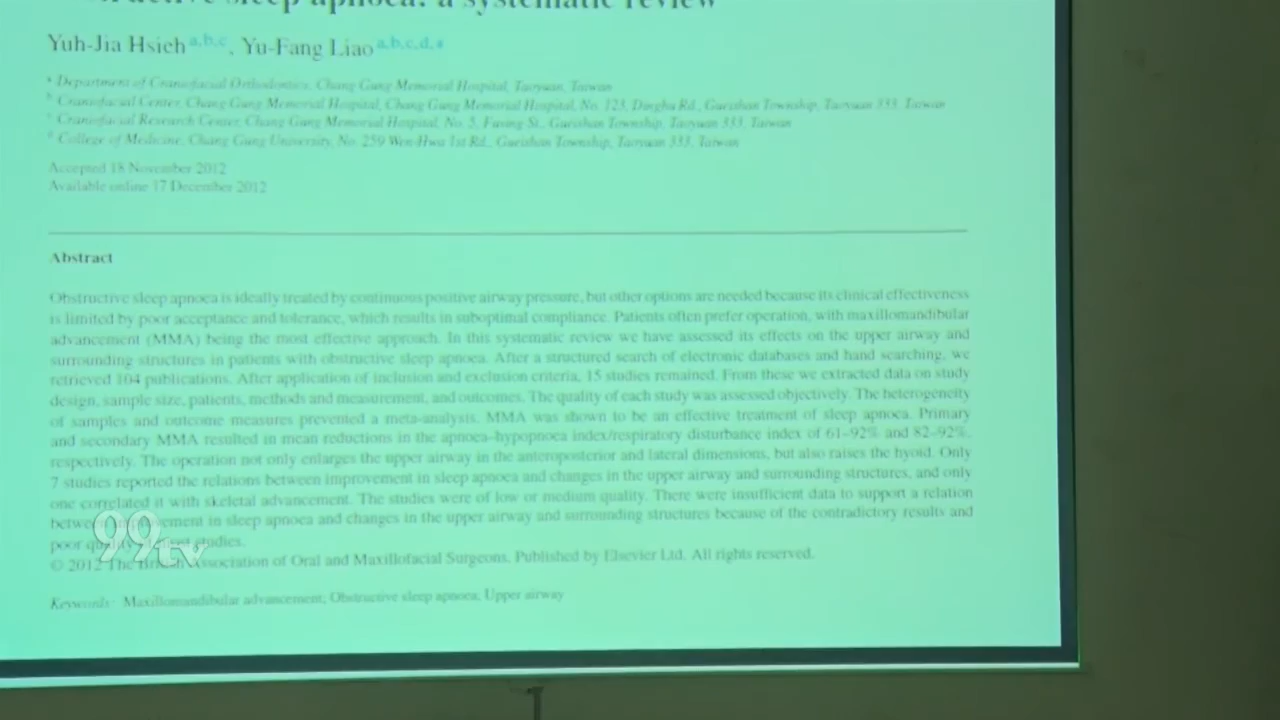 obstructive sleep apnoea: a systematic review
Yuh-Jia Hsieh a,b,c, Yu-Fang Liao a,b,c,d,*
a Department of Craniofacial Orthodontics, Chang Gung Memorial Hospital, Taoyuan, Taiwan
b Craniofacial Center, Chang Gung Memorial Hospital, Chang Gung Memorial Hospital, No. 123, Dinghu Rd., Gueishan Township, Taoyuan 333, Taiwan
c Craniofacial Research Center, Chang Gung Memorial Hospital, No. 5, Fusing St., Gueishan Township, Taoyuan 333, Taiwan
d College of Medicine, Chang Gung University, No. 259 Wen-Hwa 1st Rd., Gueishan Township, Taoyuan 333, Taiwan
Accepted 18 November 2012
Available online 17 December 2012
Abstract
Obstructive sleep apnoea is ideally treated by continuous positive airway pressure, but other options are needed because its clinical effectiveness
is limited by poor acceptance and tolerance, which results in suboptimal compliance. Patients often prefer operation, with maxillomandibular
advancement (MMA) being the most effective approach. In this systematic review we have assessed its effects on the upper airway and
surrounding structures in patients with obstructive sleep apnoea. After a structured search of electronic databases and hand searching, we
retrieved 104 publications. After application of inclusion and exclusion criteria, 15 studies remained. From these we extracted data on study
design, sample size, patients, methods and measurement, and outcomes. The quality of each study was assessed objectively. The heterogeneity
of samples and outcome measures prevented a meta-analysis. MMA was shown to be an effective treatment of sleep apnoea. Primary
and secondary MMA resulted in mean reductions in the apnoea–hypopnoea index/respiratory disturbance index of 61–92% and 82–92%,
respectively. The operation not only enlarges the upper airway in the anteroposterior and lateral dimensions, but also raises the hyoid. Only
7 studies reported the relations between improvement in sleep apnoea and changes in the upper airway and surrounding structures, and only
one correlated it with skeletal advancement. The studies were of low or medium quality. There were insufficient data to support a relation
between improvement in sleep apnoea and changes in the upper airway and surrounding structures because of the contradictory results and
poor quality studies.
© 2012 The British Association of Oral and Maxillofacial Surgeons. Published by Elsevier Ltd. All rights reserved.
Keywords: Maxillomandibular advancement; Obstructive sleep apnoea; Upper airway
99tv